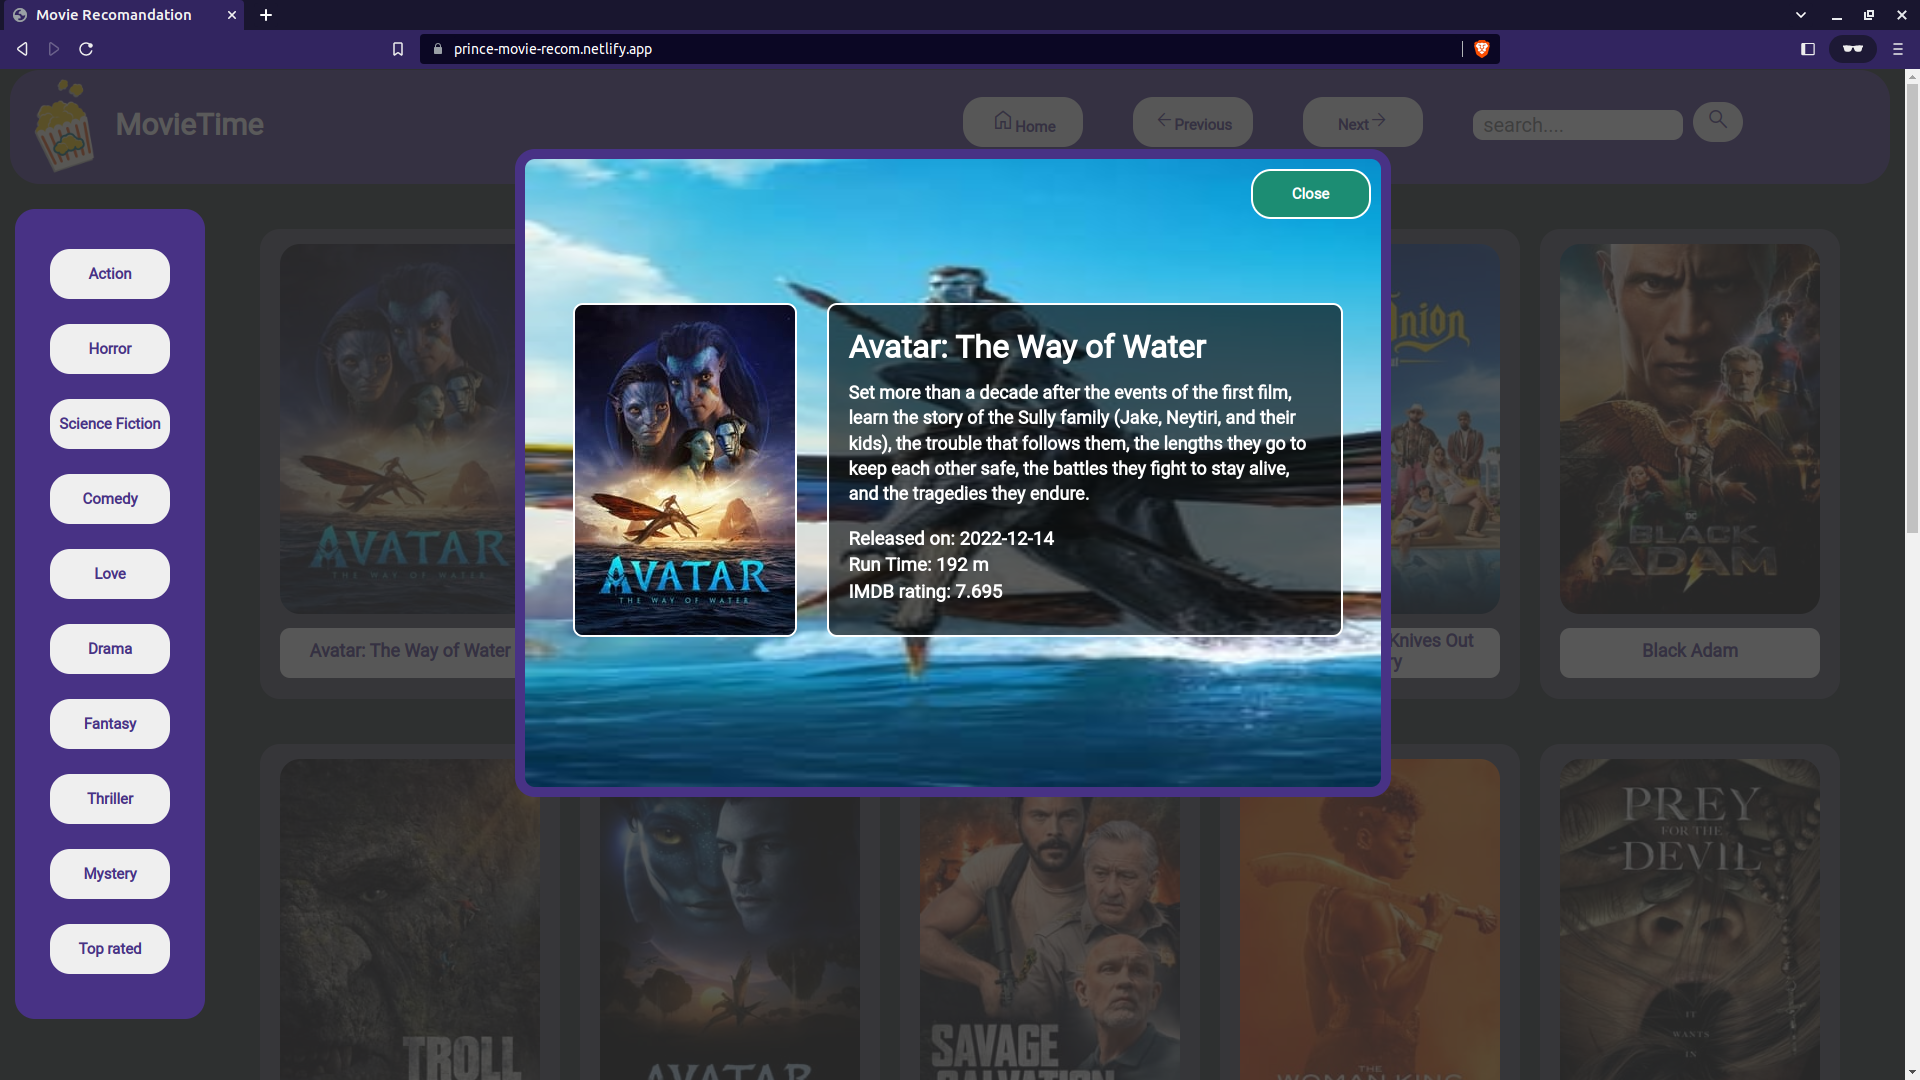 Movie Recomandation
prince-movie-recom.netlify.app
MovieTime
Home
Previous
Next
search....
Close
Action
Horror
Science Fiction
Comedy
Love
Drama
Fantasy
Thriller
Mystery
Top rated
AVATAR
THE WAY OF WATER
Avatar: The Way of Water
AVATAR
THE WAY OF WATER
Avatar: The Way of Water
Set more than a decade after the events of the first film,
learn the story of the Sully family (Jake, Neytiri, and their
kids), the trouble that follows them, the lengths they go to
keep each other safe, the battles they fight to stay alive,
and the tragedies they endure.
Released on: 2022-12-14
Run Time: 192 m
IMDB rating: 7.695
Knives Out
DC
BLACK
ADAM
Black Adam
TROLL
AVATAR
SAVAGE
SALVATION
THE
WOMAN KING
PREY
FOR THE
DEVIL
IT
WANTS
IN